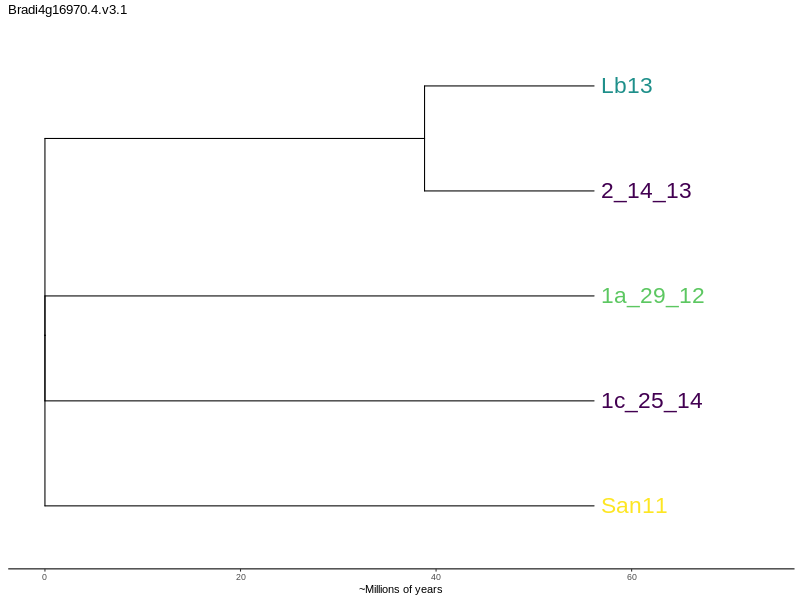 Bradi4g16970.4.v3.1
Lb13
2_14_13
1a_29_12
1c_25_14
San11
0 20 40 60
~Millions of years